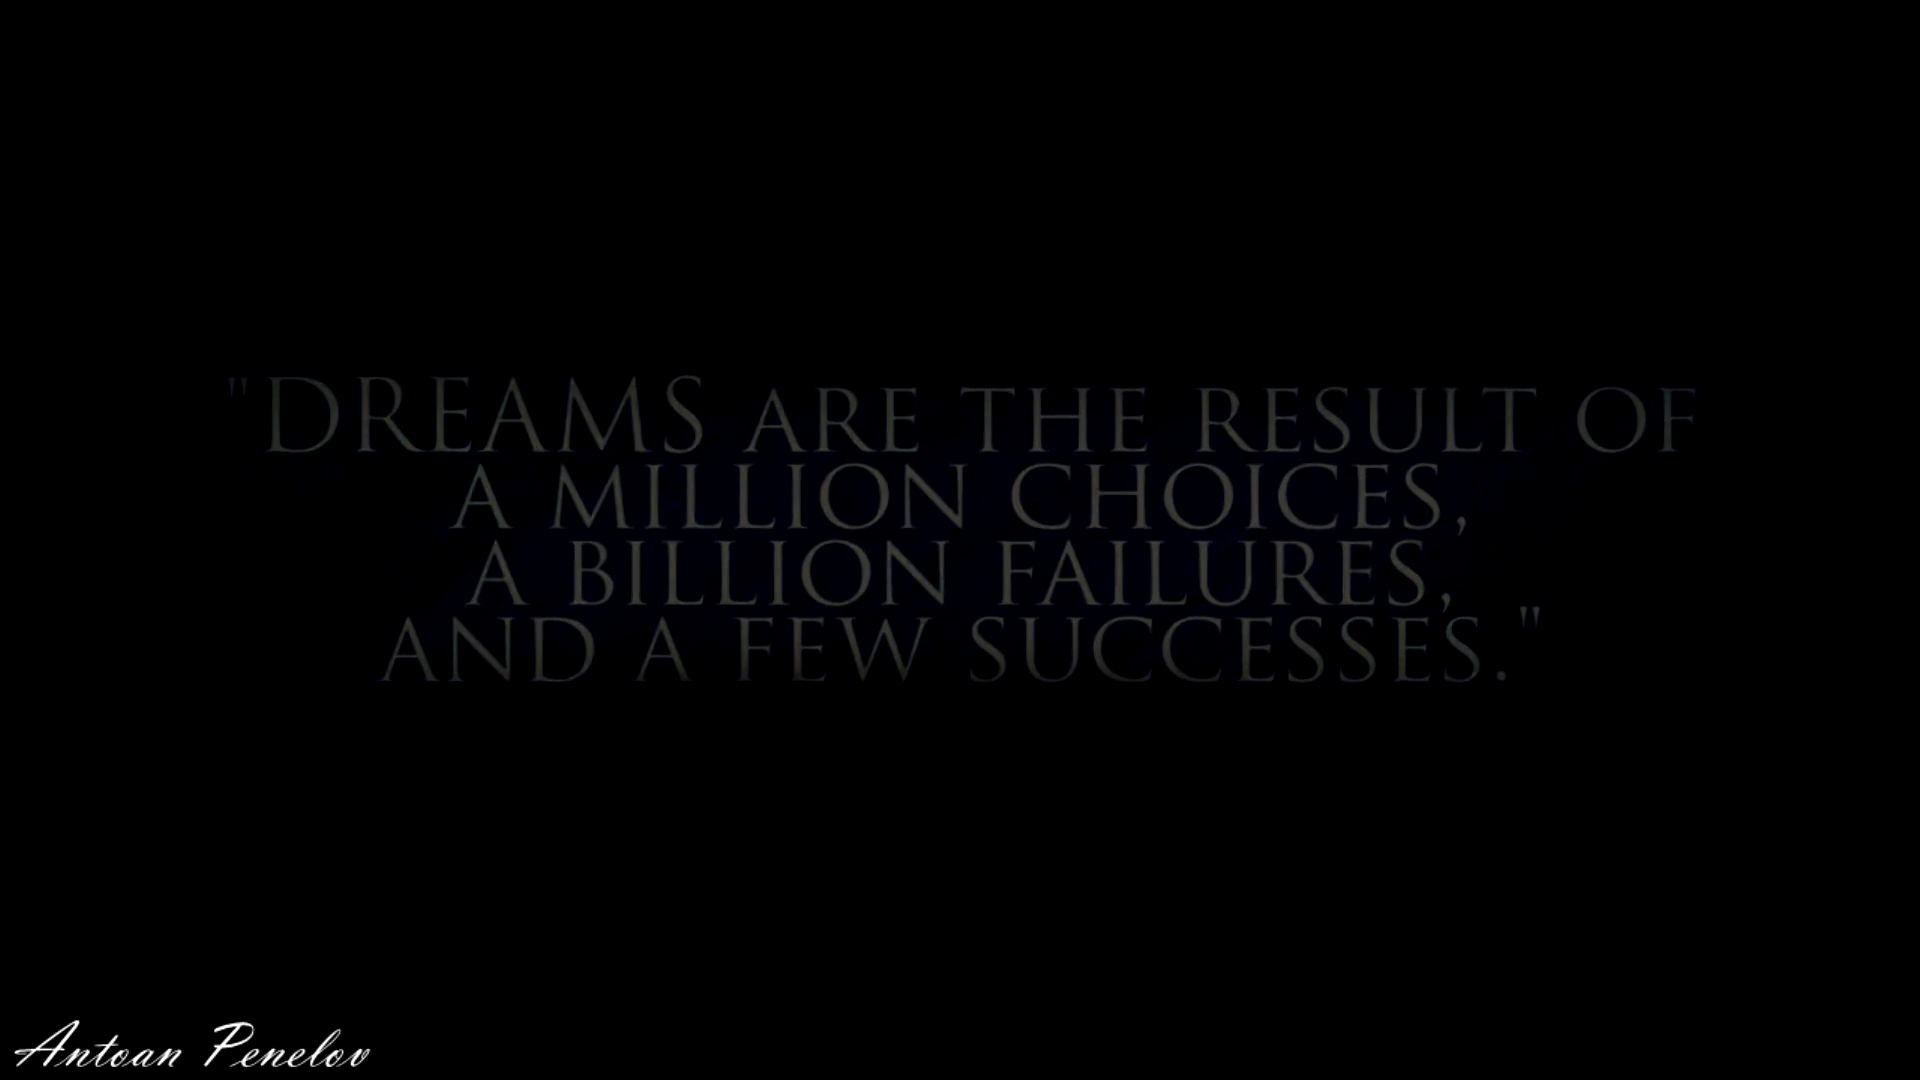 "DREAMS ARE THE RESULT OF
A MILLION CHOICES,
A BILLION FAILURES,
AND A FEW SUCCESSES."
Antoan Penelov